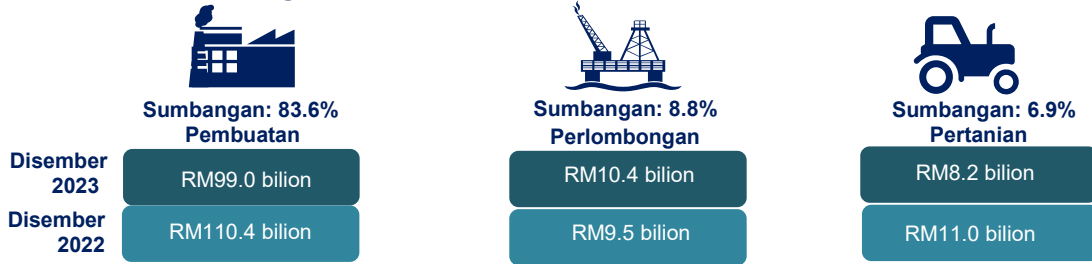 Sumbangan: 83.6%
Pembuatan
Sumbangan: 8.8%
Perlombongan
Sumbangan: 6.9%
Pertanian
Disember
2023
RM99.0 bilion
RM10.4 bilion
RM8.2 bilion
Disember
2022
RM110.4 bilion
RM9.5 bilion
RM11.0 bilion